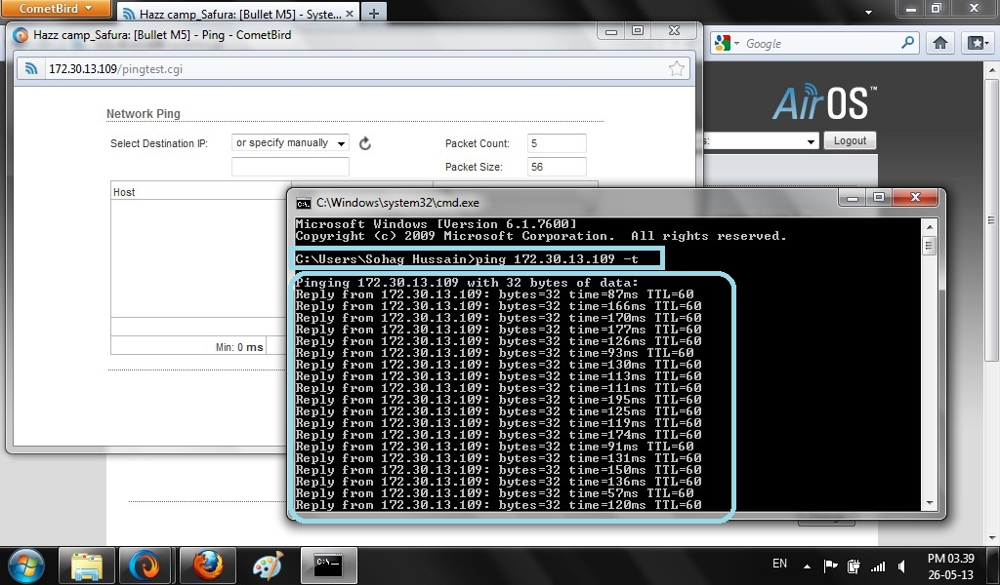 CometBird
Hazz camp_Safura: [Bullet M5] - Syste...
Hazz camp_Safura: [Bullet M5] - Ping - CometBird
172.30.13.109/pingtest.cgi
Google
AirOS™
Logout
Network Ping
Select Destination IP:
or specify manually
Packet Count:
5
Packet Size:
56
Host
Min: 0 ms
C:\Windows\system32\cmd.exe
Microsoft Windows [Version 6.1.7600]
Copyright (c) 2009 Microsoft Corporation.  All rights reserved.
C:\Users\Sohag Hussain>ping 172.30.13.109 -t
Pinging 172.30.13.109 with 32 bytes of data:
Reply from 172.30.13.109: bytes=32 time=87ms TTL=60
Reply from 172.30.13.109: bytes=32 time=166ms TTL=60
Reply from 172.30.13.109: bytes=32 time=170ms TTL=60
Reply from 172.30.13.109: bytes=32 time=177ms TTL=60
Reply from 172.30.13.109: bytes=32 time=126ms TTL=60
Reply from 172.30.13.109: bytes=32 time=93ms TTL=60
Reply from 172.30.13.109: bytes=32 time=130ms TTL=60
Reply from 172.30.13.109: bytes=32 time=113ms TTL=60
Reply from 172.30.13.109: bytes=32 time=111ms TTL=60
Reply from 172.30.13.109: bytes=32 time=195ms TTL=60
Reply from 172.30.13.109: bytes=32 time=125ms TTL=60
Reply from 172.30.13.109: bytes=32 time=119ms TTL=60
Reply from 172.30.13.109: bytes=32 time=174ms TTL=60
Reply from 172.30.13.109: bytes=32 time=91ms TTL=60
Reply from 172.30.13.109: bytes=32 time=131ms TTL=60
Reply from 172.30.13.109: bytes=32 time=150ms TTL=60
Reply from 172.30.13.109: bytes=32 time=136ms TTL=60
Reply from 172.30.13.109: bytes=32 time=57ms TTL=60
Reply from 172.30.13.109: bytes=32 time=120ms TTL=60
EN
PM 03.39
26-05-13